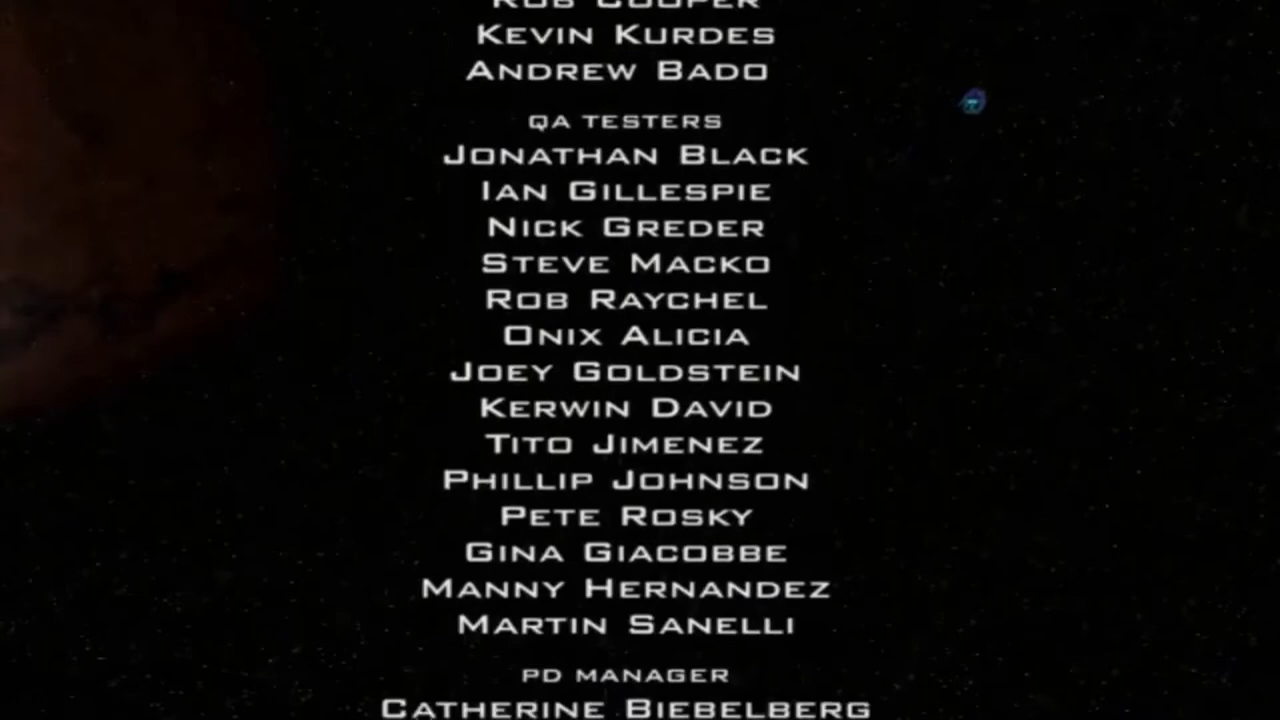 ROB COOPER
KEVIN KURDES
ANDREW BADO
QA TESTERS
JONATHAN BLACK
IAN GILLESPIE
NICK GREDER
STEVE MACKO
ROB RAYCHEL
ONIX ALICIA
JOEY GOLDSTEIN
KERWIN DAVID
TITO JIMENEZ
PHILLIP JOHNSON
PETE ROSKY
GINA GIACOBBE
MANNY HERNANDEZ
MARTIN SANELLI
PD MANAGER
CATHERINE BIEBELBERG